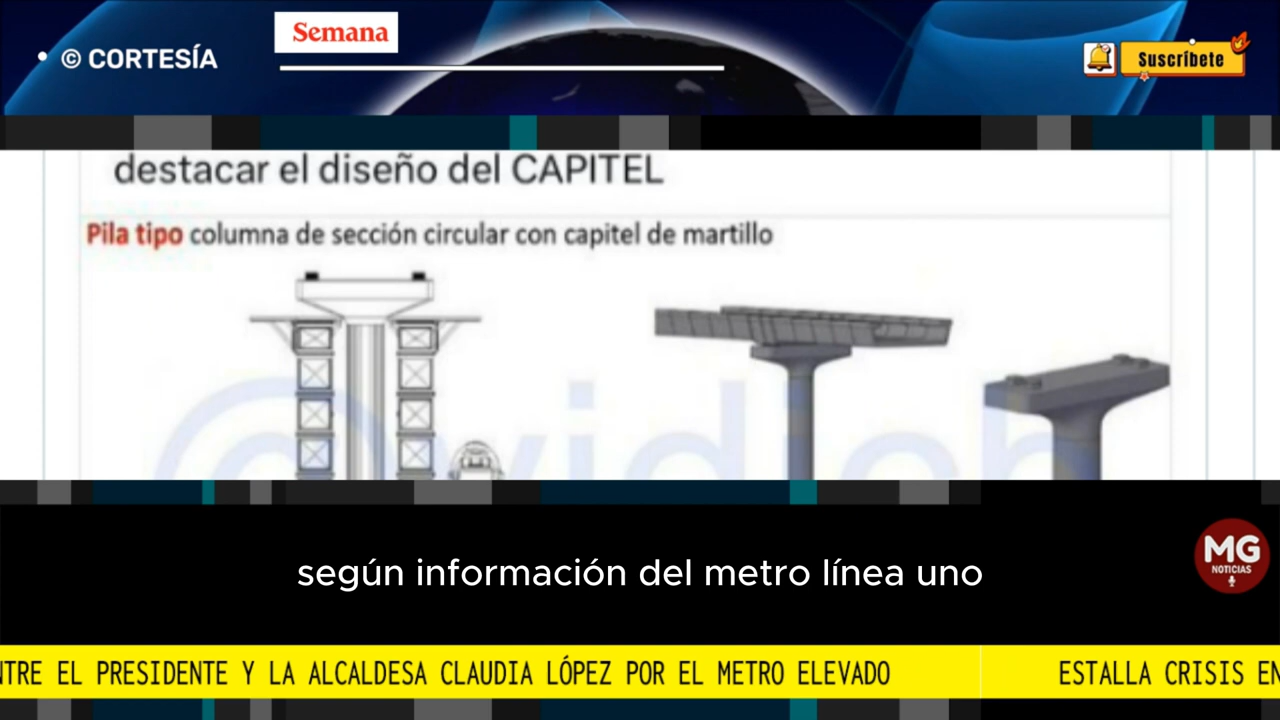 © CORTESÍA
Semana
Suscríbete
destacar el diseño del CAPITEL
Pila tipo columna de sección circular con capitel de martillo
según información del metro línea uno
MG
NOTICIAS
NTRE EL PRESIDENTE Y LA ALCALDESA CLAUDIA LÓPEZ POR EL METRO ELEVADO
ESTALLA CRISIS EN